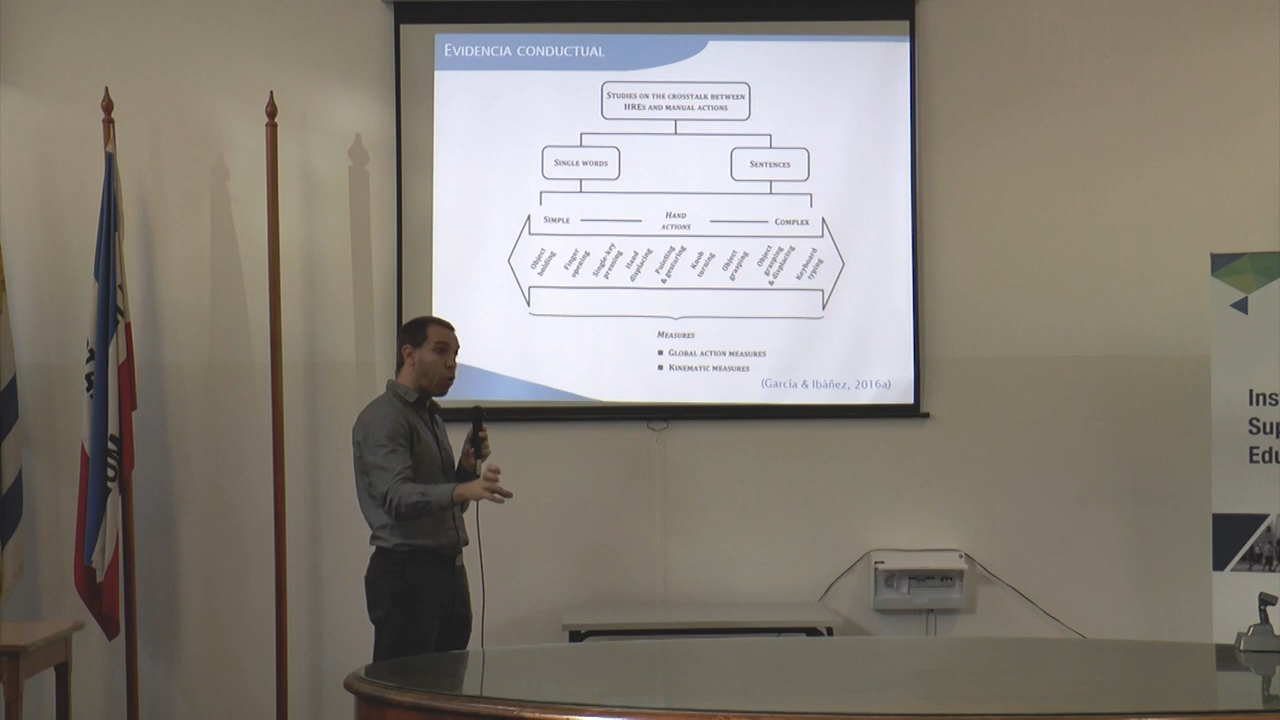 EVIDENCIA CONDUCTUAL
STUDIES ON THE CROSSTALK BETWEEN
HRES AND MANUAL ACTIONS
SINGLE WORDS
SENTENCES
SIMPLE
HAND
ACTIONS
COMPLEX
Object
holding
Finger
opening
Single-key
pressing
Hand
displacing
Pointing
& gesturing
Knob
turning
Object
grasping
Object
grasping
& displacing
Keyboard
typing
MEASURES
GLOBAL ACTION MEASURES
KINEMATIC MEASURES
(García & Ibáñez, 2016a)
Ins
Sup
Edu